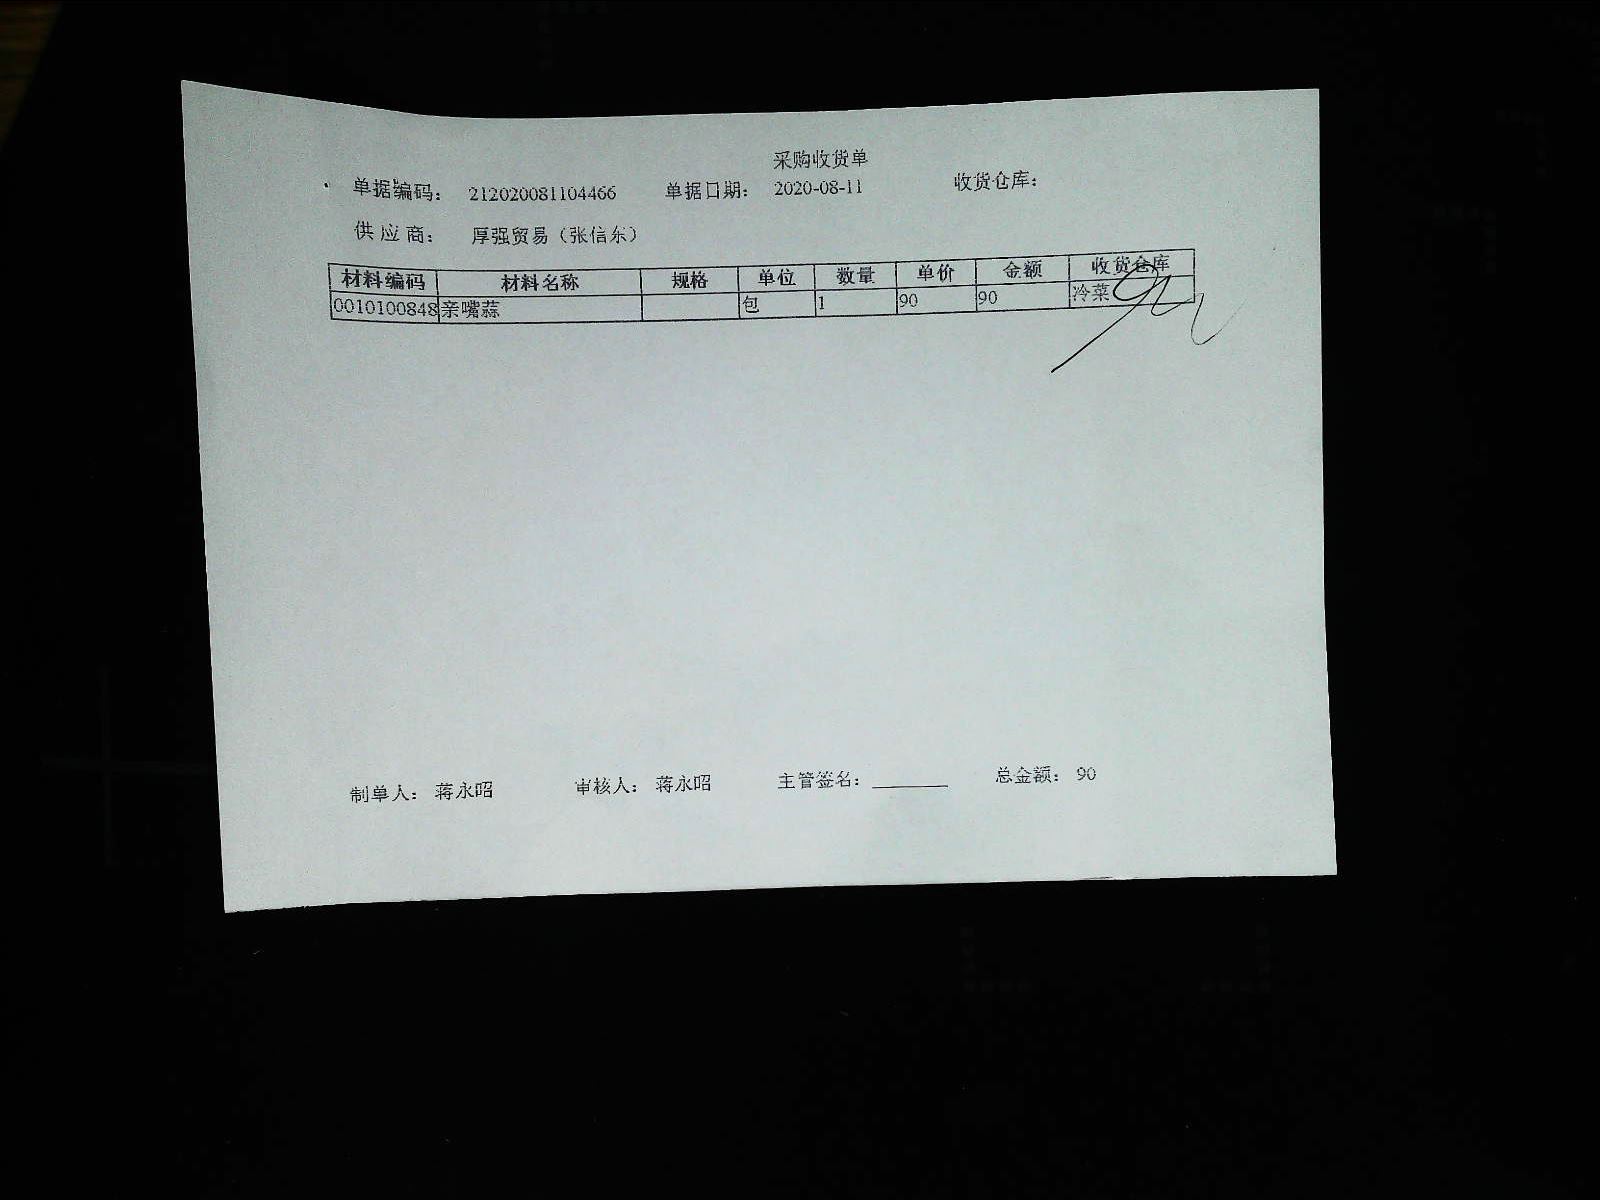 采购收货单
单据编码： 212020081104466 单据日期： 2020-08-11 收货仓库：
供应商： 厚强贸易（张信东）
材料编码 材料名称 规格 单位 数量 单价 金额 收货仓库
0010100848 亲嘴蒜 包 1 90 90 冷菜
制单人： 蒋永昭 审核人： 蒋永昭 主管签名： 总金额： 90